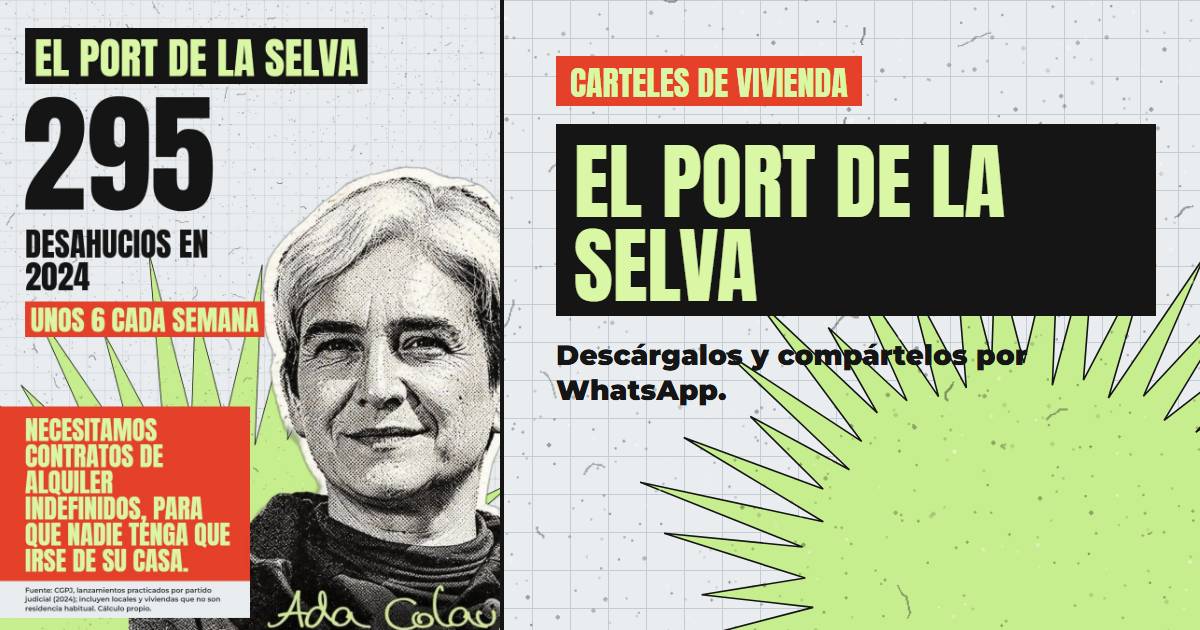 EL PORT DE LA SELVA
295
DESAHUCIOS EN
2024
UNOS 6 CADA SEMANA
NECESITAMOS
CONTRATOS DE
ALQUILER
INDEFINIDOS, PARA
QUE NADIE TENGA QUE
IRSE DE SU CASA.
Fuente: CGPJ, lanzamientos practicados por partido
judicial (2024); incluyen locales y viviendas que no son
residencia habitual. Cálculo propio.
Ada Colau
CARTELES DE VIVIENDA
EL PORT DE LA
SELVA
Descárgalos y compártelos por
WhatsApp.